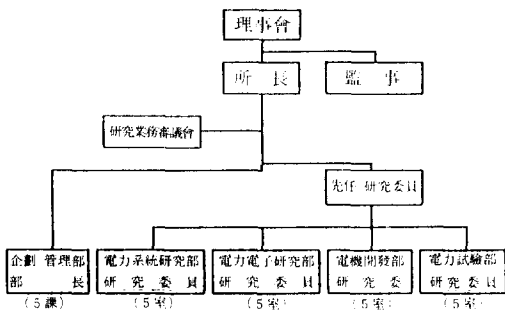 理事會
所長
監事
研究業務審議會
先任 研究委員
企劃 管理部
部長
(5課)
電力系統研究部
研究委員
(5室)
電力電子研究部
研究委員
(5室)
電機開發部
研究委
(5室)
電力試驗部
研究委員
(5室)